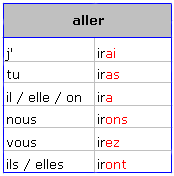 aller
j' irai
tu iras
il / elle / on ira
nous irons
vous irez
ils / elles iront